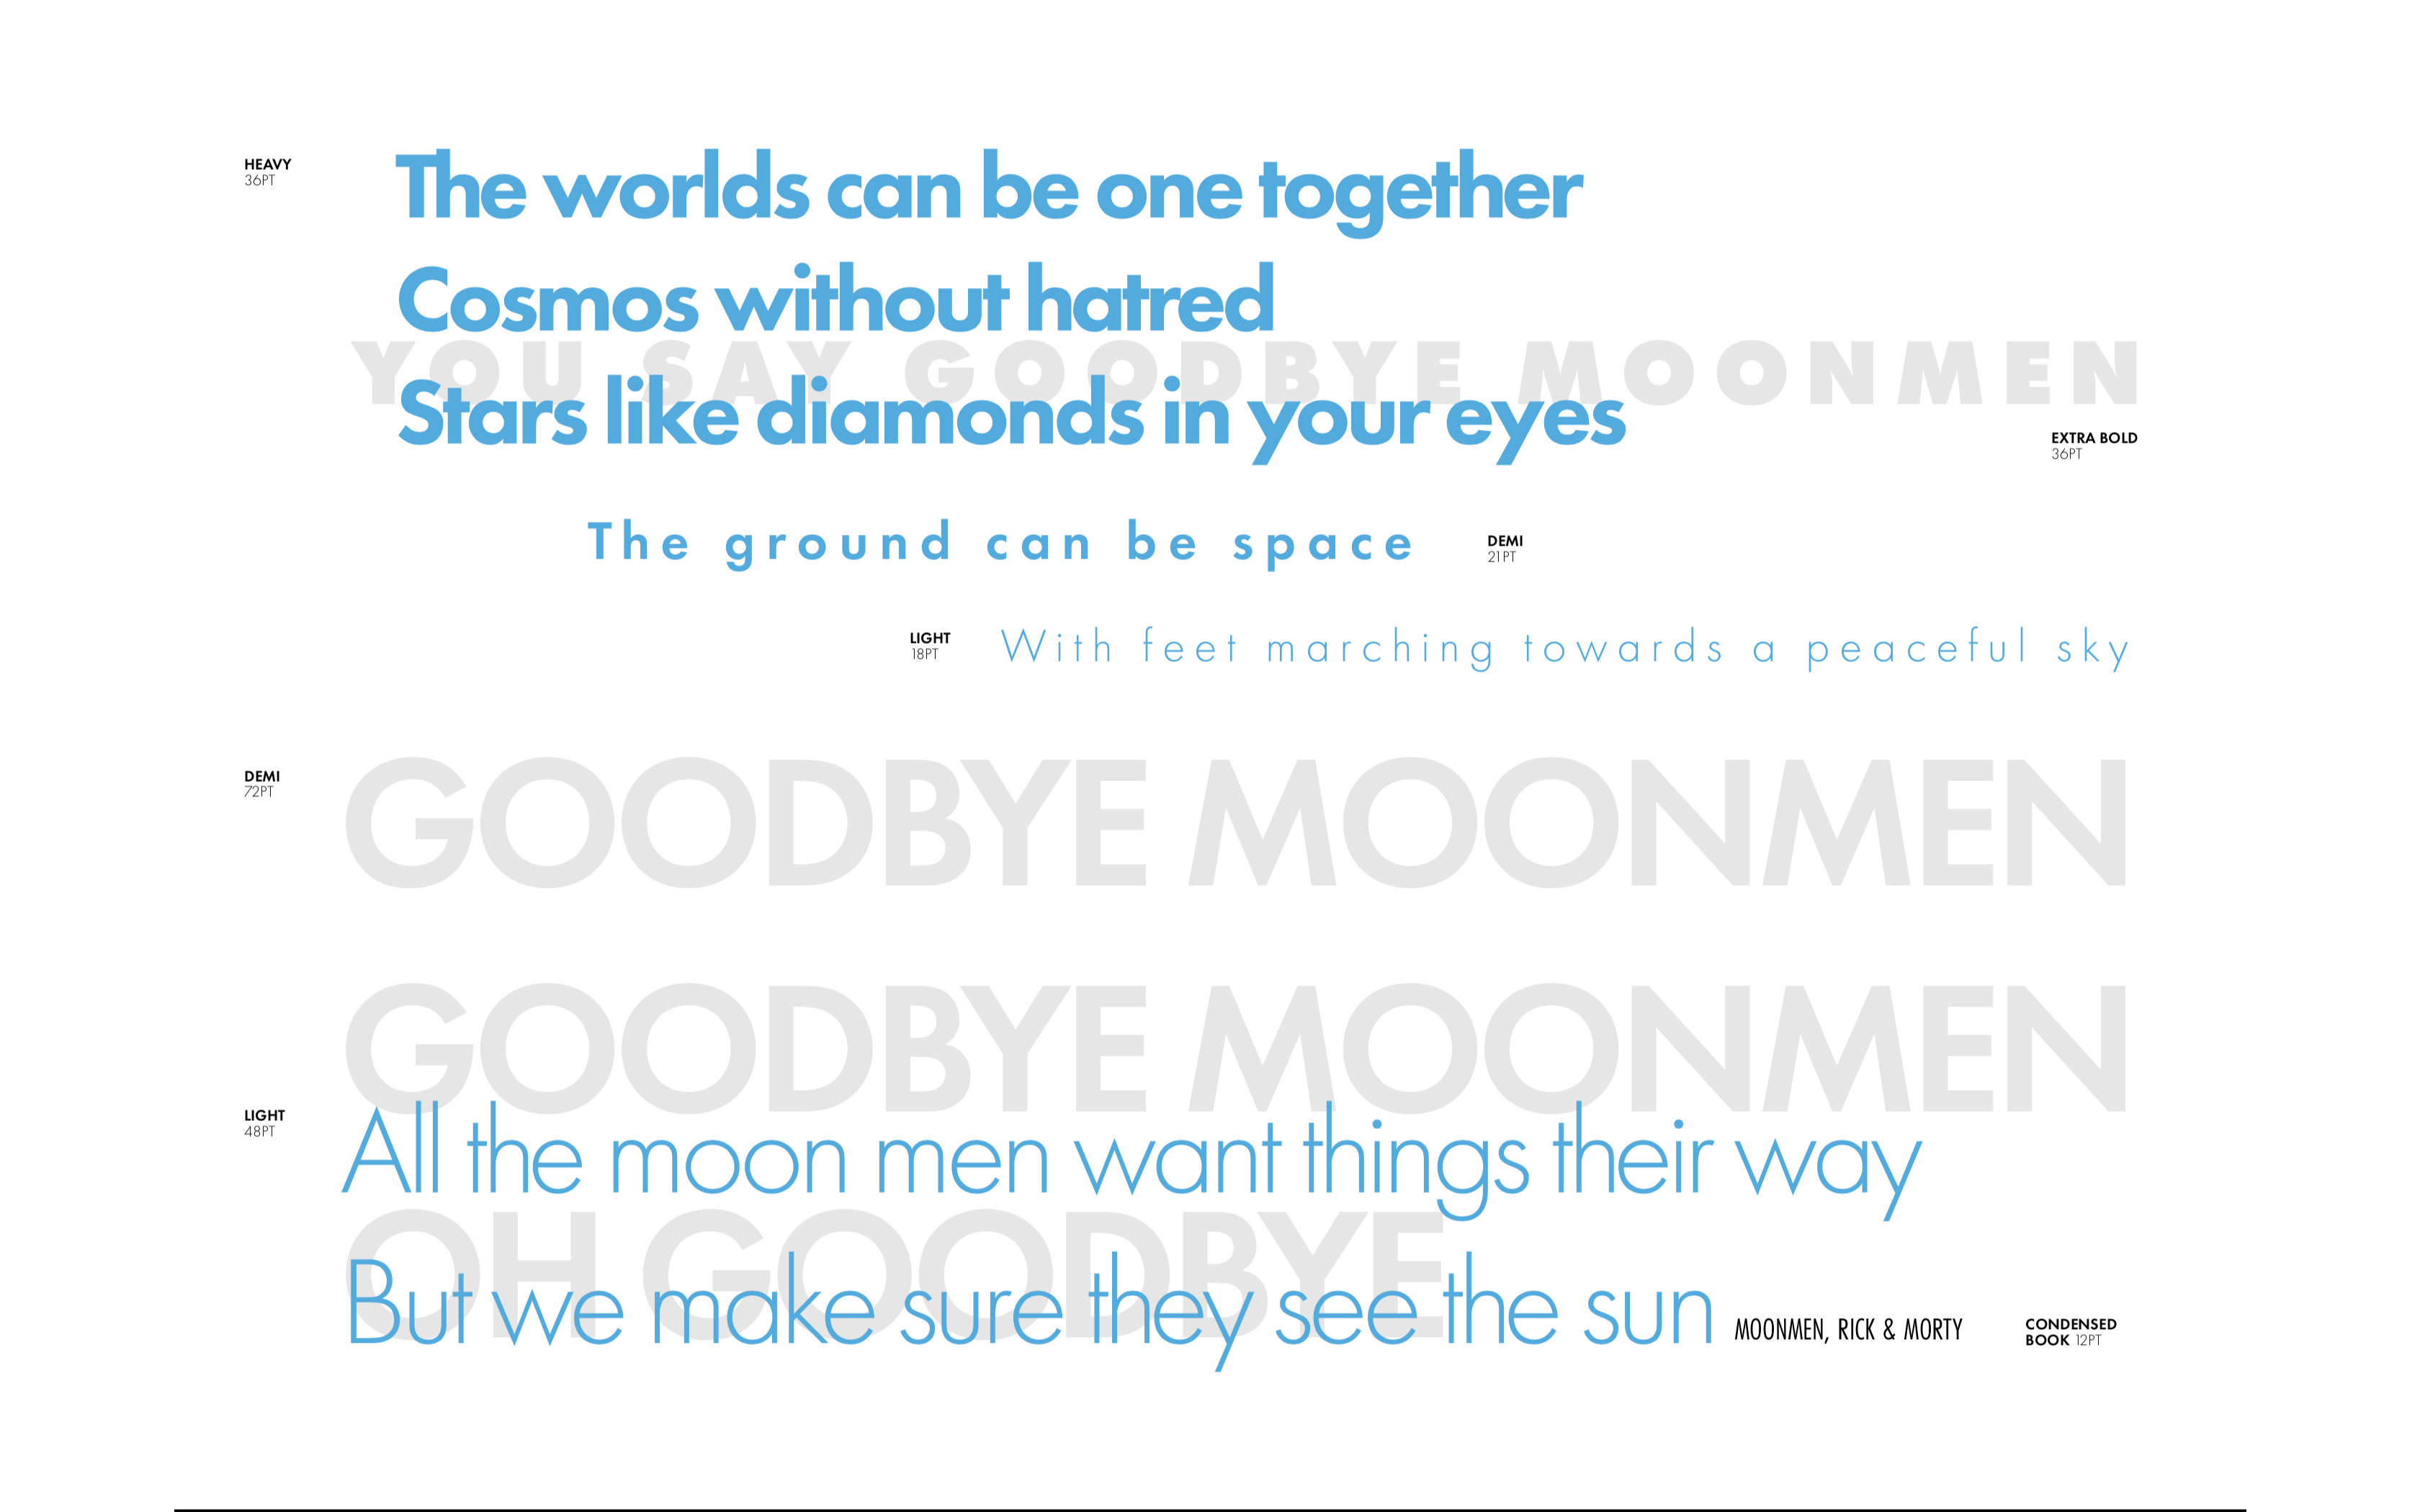 HEAVY
36PT
The worlds can be one together
Cosmos without hatred
YOU SAY GOODBYE MOONMEN
Stars like diamonds in your eyes
EXTRA BOLD
36PT
The ground can be space
DEMI
21PT
LIGHT
18PT
With feet marching towards a peaceful sky
DEMI
72PT
GOODBYE MOONMEN
GOODBYE MOONMEN
LIGHT
48PT
All the moon men want things their way
OH GOODBYE
But we make sure they see the sun
MOONMEN, RICK & MORTY
CONDENSED
BOOK 12PT